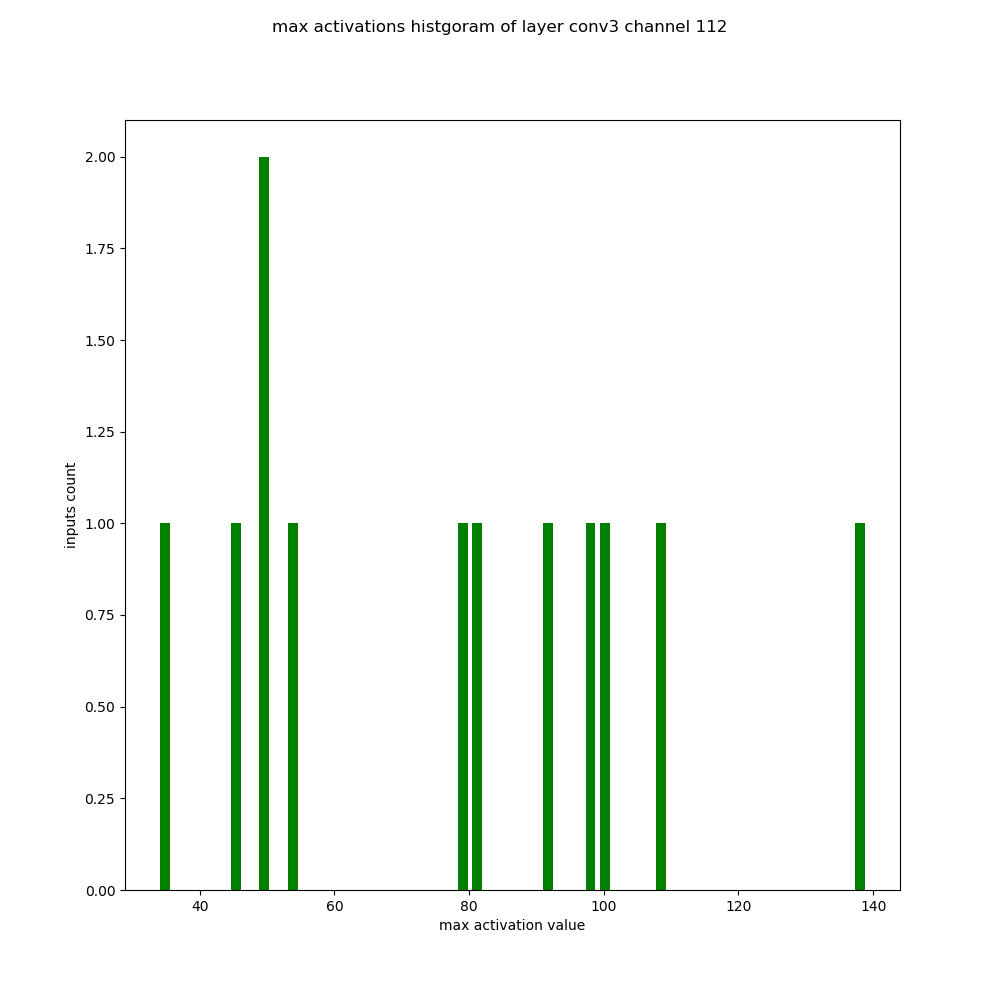 max activations histgoram of layer conv3 channel 112
2.00
1.75
1.50
1.25
1.00
0.75
0.50
0.25
0.00
inputs count
40 60 80 100 120 140
max activation value